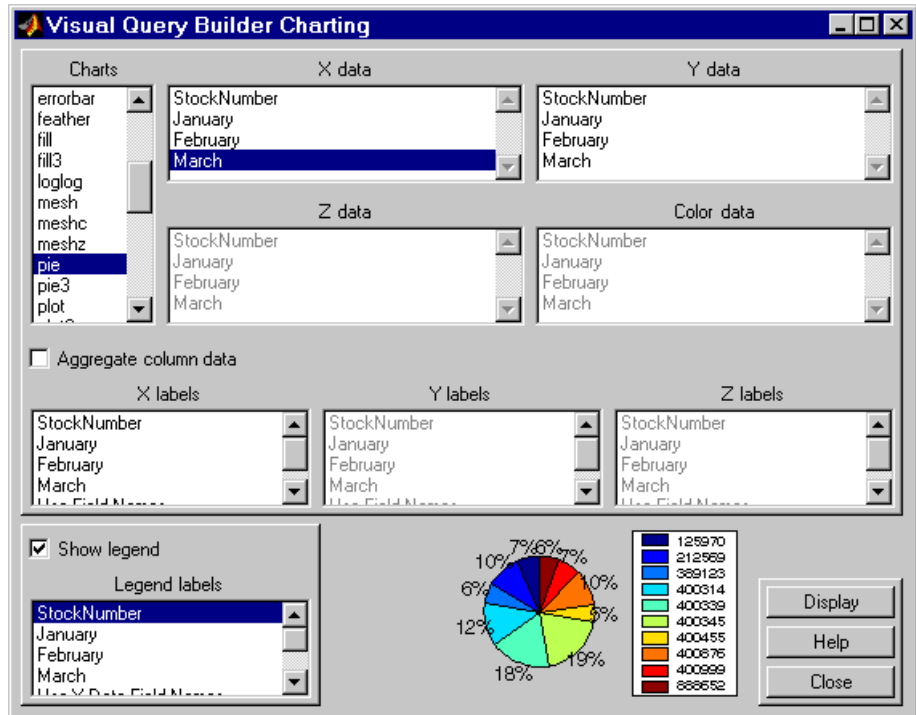 Visual Query Builder Charting
Charts
errorbar
feather
fill
fill3
loglog
mesh
meshc
meshz
pie
pie3
plot
X data
StockNumber
January
February
March
Y data
StockNumber
January
February
March
Z data
StockNumber
January
February
March
Color data
StockNumber
January
February
March
Aggregate column data
X labels
StockNumber
January
February
March
Y labels
StockNumber
January
February
March
Z labels
StockNumber
January
February
March
Show legend
Legend labels
StockNumber
January
February
March
7%
6%
7%
10%
10%
6%
12%
18%
19%
125970
212569
389123
400314
400339
400345
400455
400876
400999
888652
Display
Help
Close